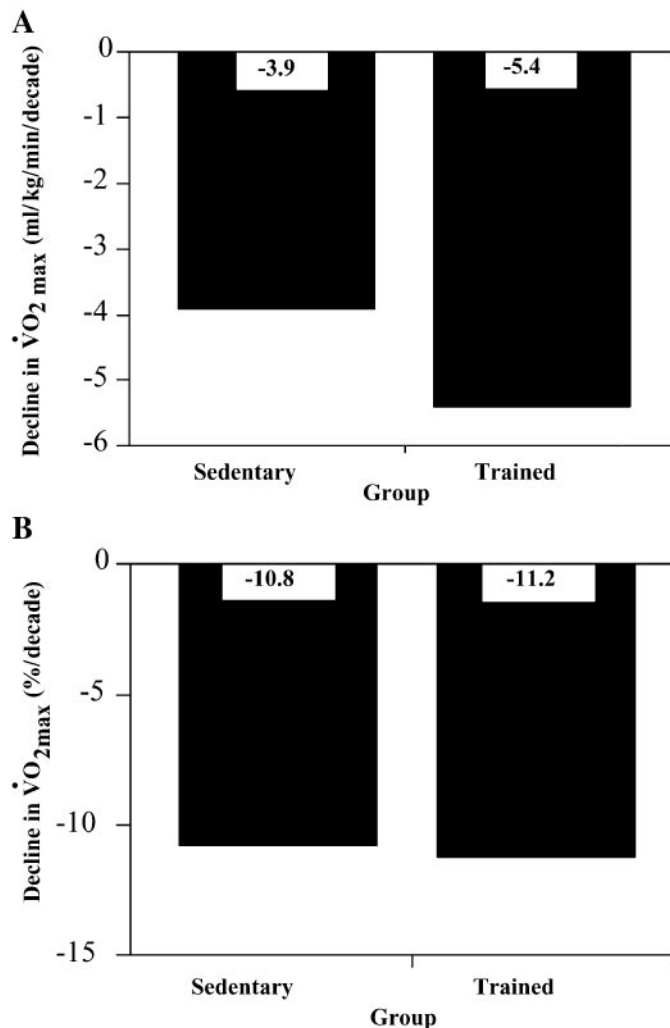 A
0
-1
-2
-3
-4
-5
-6
Decline in V̇O2 max (ml/kg/min/decade)
-3.9
-5.4
Sedentary
Trained
Group
B
0
-5
-10
-15
Decline in V̇O2max (%/decade)
-10.8
-11.2
Sedentary
Trained
Group